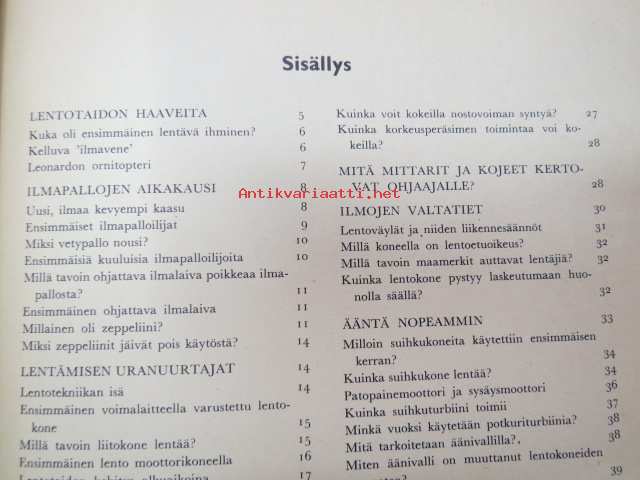 Sisällys
LENTOTAIDON HAAVEITA 5
Kuka oli ensimmäinen lentävä ihminen? 6
Kelluva 'ilmavene' 6
Leonardon ornitopteri 7
ILMAPALLOJEN AIKAKAUSI 8
Uusi, ilmaa kevyempi kaasu 8
Ensimmäiset ilmapalloilijat 9
Miksi vetypallo nousi? 10
Ensimmäisiä kuuluisia ilmapalloilijoita 10
Millä tavoin ohjattava ilmalaiva poikkeaa ilma-
pallosta? 11
Ensimmäinen ohjattava ilmalaiva 11
Millainen oli zeppeliini? 11
Miksi zeppeliinit jäivät pois käytöstä? 14
LENTÄMISEN URANUURTAJAT 14
Lentotekniikan isä 14
Ensimmäinen voimalaitteella varustettu lento-
kone 15
Millä tavoin liitokone lentää? 15
Ensimmäinen lento moottorikoneella 16
Lentotaidon kehitys alkuaikoina 17
Kuinka voit kokeilla nostovoiman syntyä? 27
Kuinka korkeusperäsimen toimintaa voi ko-
keilla? 28
MITÄ MITTARIT JA KOJEET KERTO-
VAT OHJAAJALLE? 28
ILMOJEN VALTATIET 30
Lentoväylät ja niiden liikennesäännöt 31
Millä koneella on lentoetuoikeus? 32
Millä tavoin maamerkit auttavat lentäjiä? 32
Kuinka lentokone pystyy laskeutumaan huo-
nolla säällä? 32
ÄÄNTÄ NOPEAMMIN 33
Milloin suihkukoneita käytettiin ensimmäisen
kerran? 34
Kuinka suihkukone lentää? 34
Patopainemoottori ja sysäysmoottori 36
Kuinka suihkuturbiini toimii 37
Minkä vuoksi käytetään potkuriturbiinia? 38
Mitä tarkoitetaan äänivallilla? 38
Miten äänivalli on muuttanut lentokoneiden
39
Antikvariaatti.net